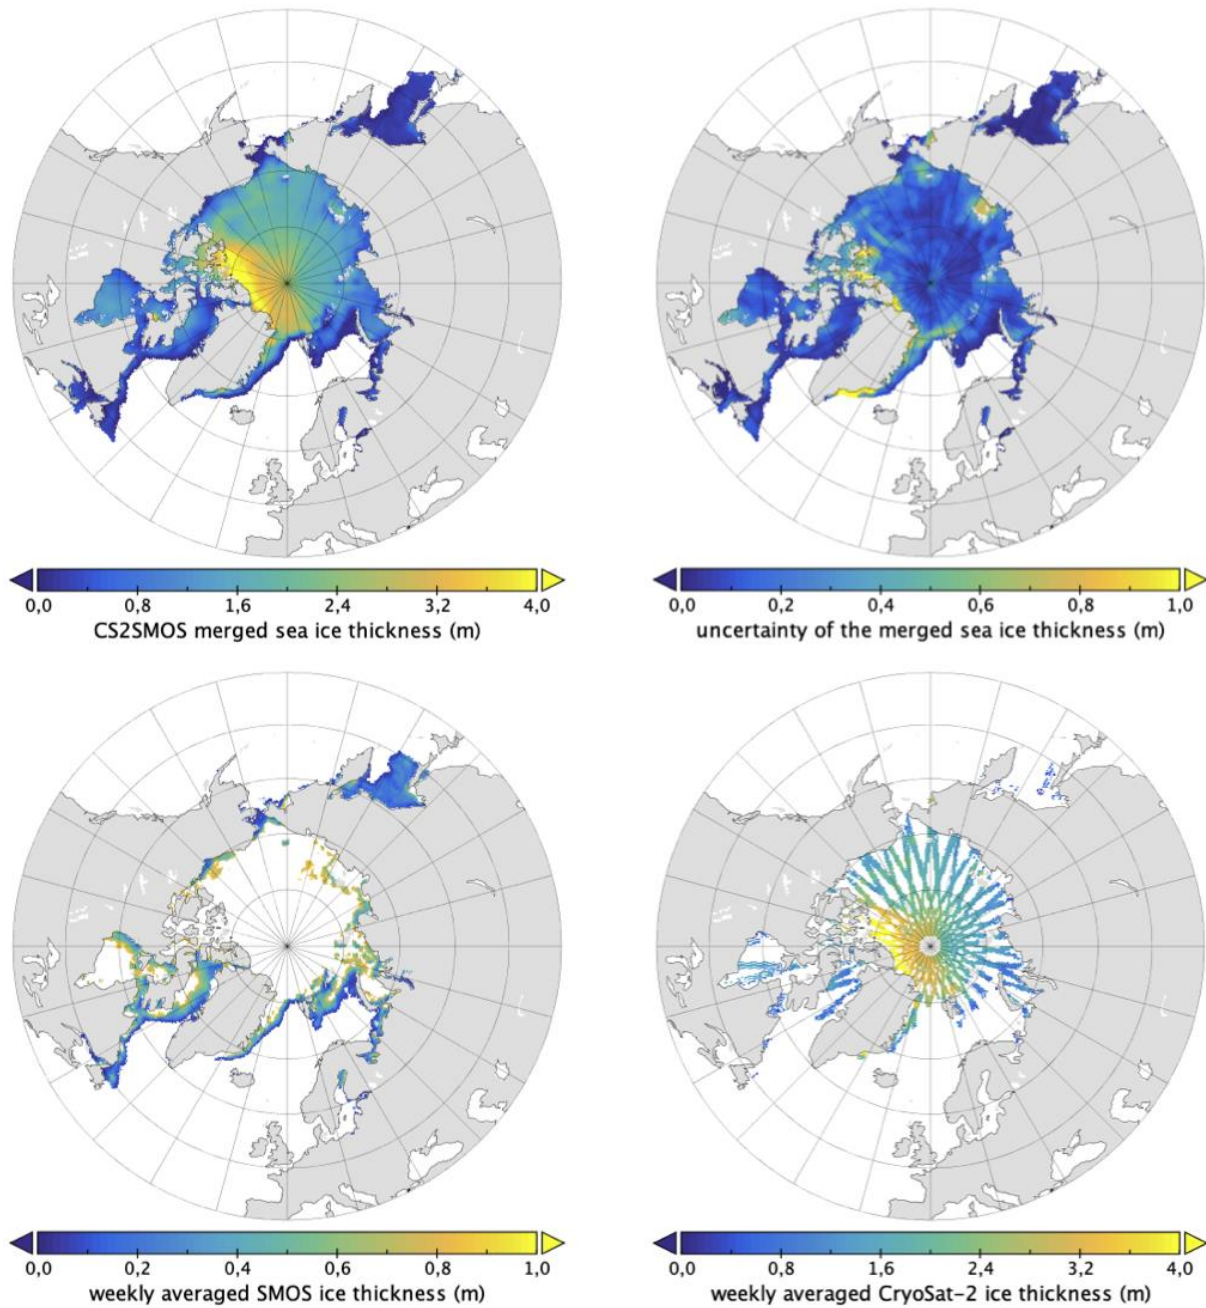 0,0 0,8 1,6 2,4 3,2 4,0
CS2SMOS merged sea ice thickness (m)
0,0 0,2 0,4 0,6 0,8 1,0
uncertainty of the merged sea ice thickness (m)
0,0 0,2 0,4 0,6 0,8 1,0
weekly averaged SMOS ice thickness (m)
0,0 0,8 1,6 2,4 3,2 4,0
weekly averaged CryoSat-2 ice thickness (m)